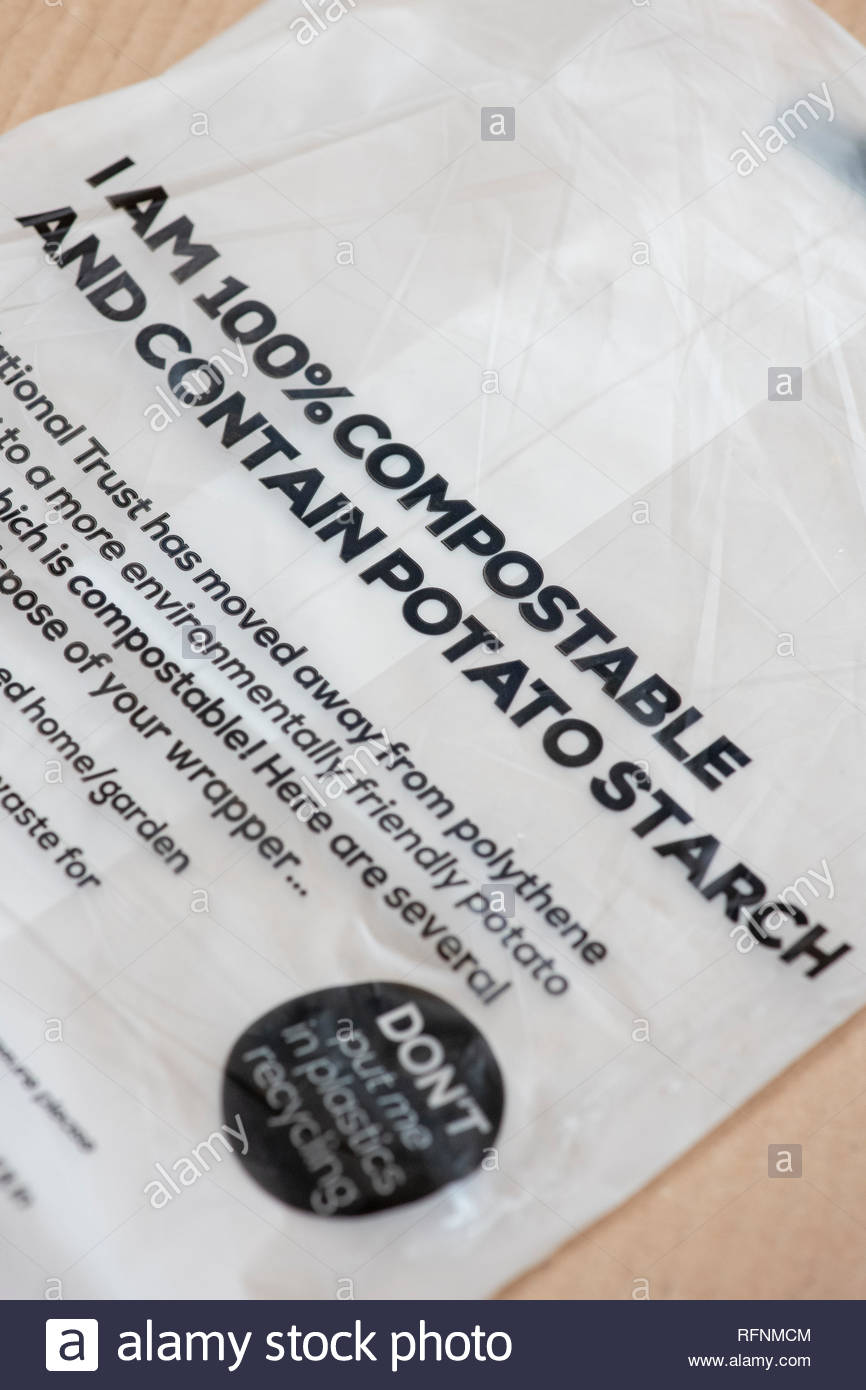 I AM 100% COMPOSTABLE
AND CONTAIN POTATO STARCH
ational Trust has moved away from polythene
to a more environmentally friendly potato
hich is compostable! Here are several
spose of your wrapper...
ed home/garden
waste for
DON'T
put me
in plastics
recycling
please
a alamy stock photo
RFNMCM
www.alamy.com